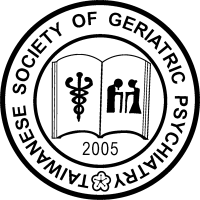 TAIWANESE SOCIETY OF GERIATRIC PSYCHIATRY
2005